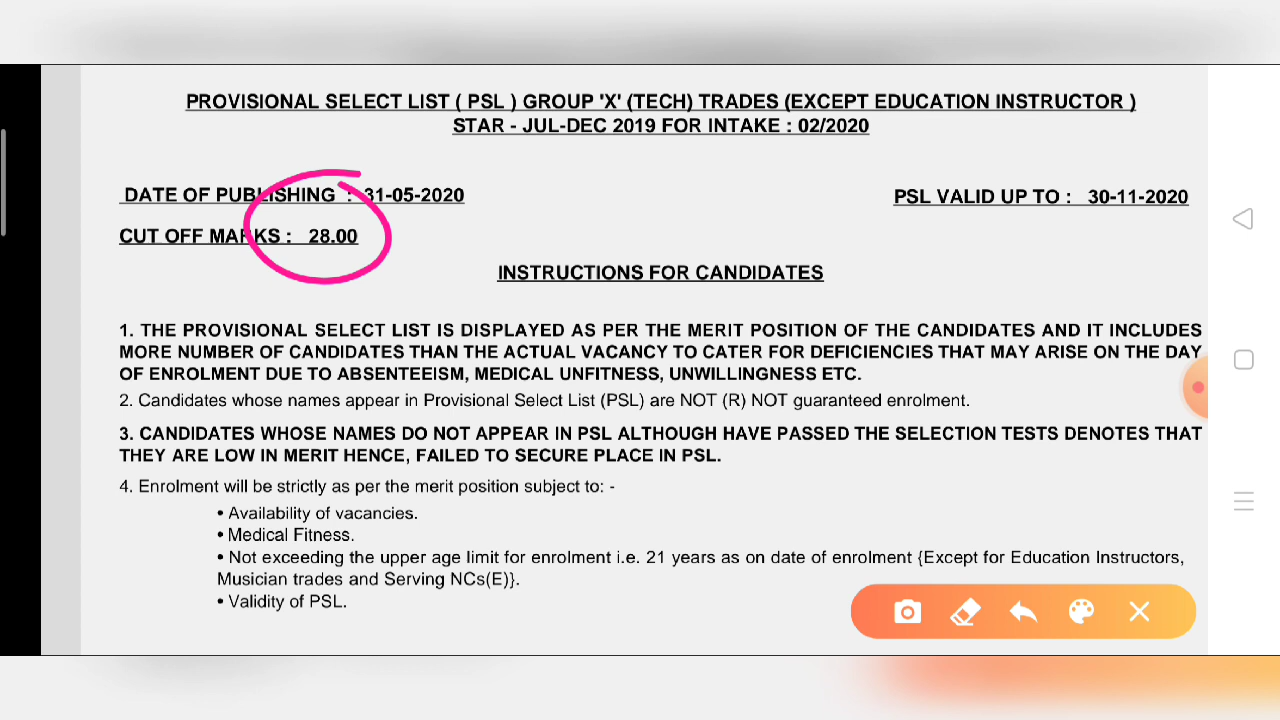 PROVISIONAL SELECT LIST ( PSL ) GROUP 'X' (TECH) TRADES (EXCEPT EDUCATION INSTRUCTOR )
STAR - JUL-DEC 2019 FOR INTAKE : 02/2020
DATE OF PUBLISHING : 31-05-2020
PSL VALID UP TO : 30-11-2020
CUT OFF MARKS : 28.00
INSTRUCTIONS FOR CANDIDATES
1. THE PROVISIONAL SELECT LIST IS DISPLAYED AS PER THE MERIT POSITION OF THE CANDIDATES AND IT INCLUDES
MORE NUMBER OF CANDIDATES THAN THE ACTUAL VACANCY TO CATER FOR DEFICIENCIES THAT MAY ARISE ON THE DAY
OF ENROLMENT DUE TO ABSENTEEISM, MEDICAL UNFITNESS, UNWILLINGNESS ETC.
2. Candidates whose names appear in Provisional Select List (PSL) are NOT (R) NOT guaranteed enrolment.
3. CANDIDATES WHOSE NAMES DO NOT APPEAR IN PSL ALTHOUGH HAVE PASSED THE SELECTION TESTS DENOTES THAT
THEY ARE LOW IN MERIT HENCE, FAILED TO SECURE PLACE IN PSL.
4. Enrolment will be strictly as per the merit position subject to: -
• Availability of vacancies.
• Medical Fitness.
• Not exceeding the upper age limit for enrolment i.e. 21 years as on date of enrolment {Except for Education Instructors,
Musician trades and Serving NCs(E)}.
• Validity of PSL.